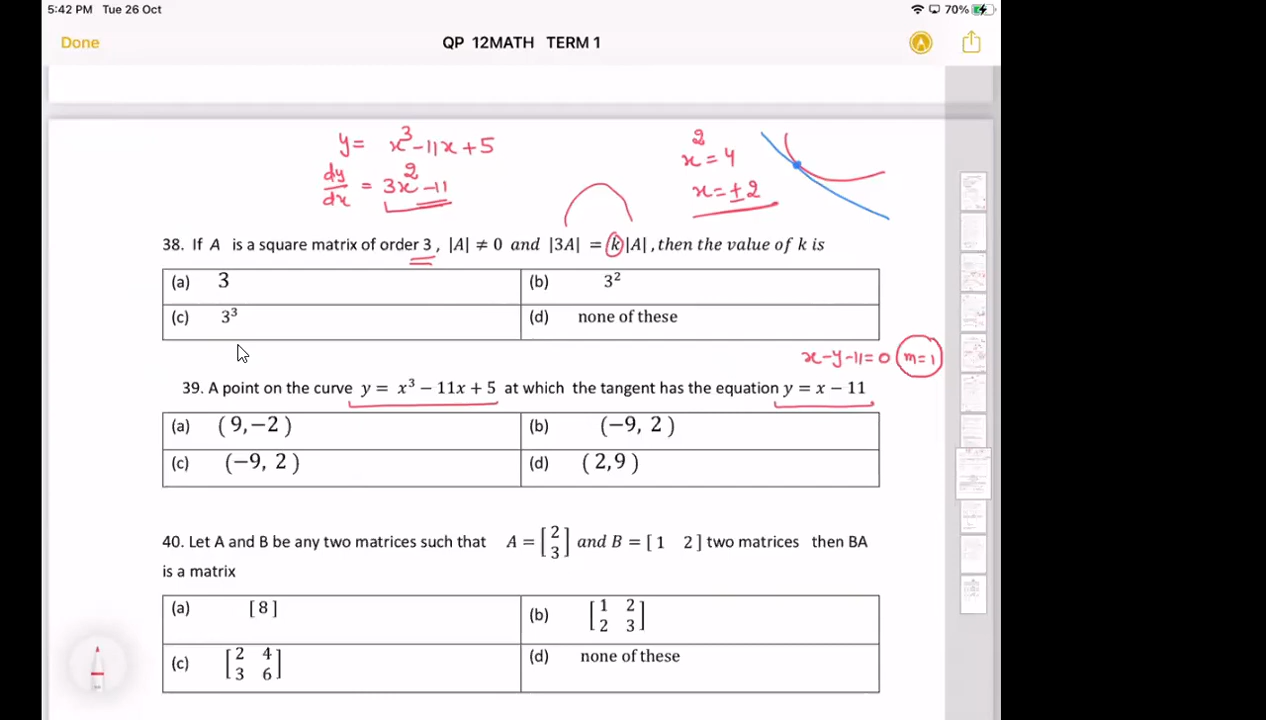 5:42 PM Tue 26 Oct
70%
Done
QP 12MATH TERM 1
y = x³ - 11x + 5
dy/dx = 3x² - 11
x² = 4
x = ± 2
38. If A is a square matrix of order 3 , |A| ≠ 0 and |3A| = k |A| , then the value of k is
(a) 3
(b) 3²
(c) 3³
(d) none of these
x - y - 11 = 0 m = 1
39. A point on the curve y = x³ − 11x + 5 at which the tangent has the equation y = x − 11
(a) ( 9, −2 )
(b) (−9, 2 )
(c) (−9, 2 )
(d) ( 2,9 )
40. Let A and B be any two matrices such that A = [2 3] and B = [ 1 2 ] two matrices then BA
is a matrix
(a) [ 8 ]
(b) [1 2
2 3]
(c) [2 4
3 6]
(d) none of these